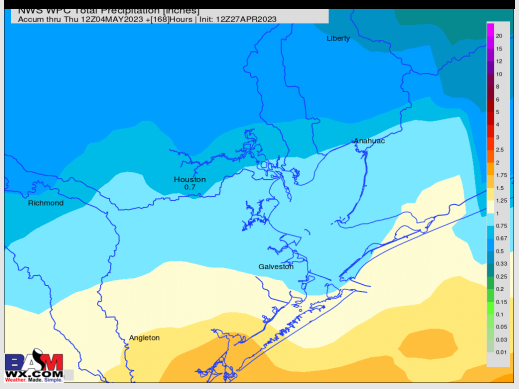 NWS WPC Total Precipitation [inches]
Accum thru Thu 12Z04MAY2023 +[168]Hours | Init: 12Z27APR2023
Liberty
Anahuac
Houston
0.7
Richmond
Galveston
Angleton
20
15
12
10
8
6
5
4
3
2.5
2
1.75
1.5
1.25
1
0.75
0.67
0.5
0.33
0.25
0.2
0.15
0.1
0.05
0.03
0.01
BAM
WX.COM
Weather. Made. Simple.